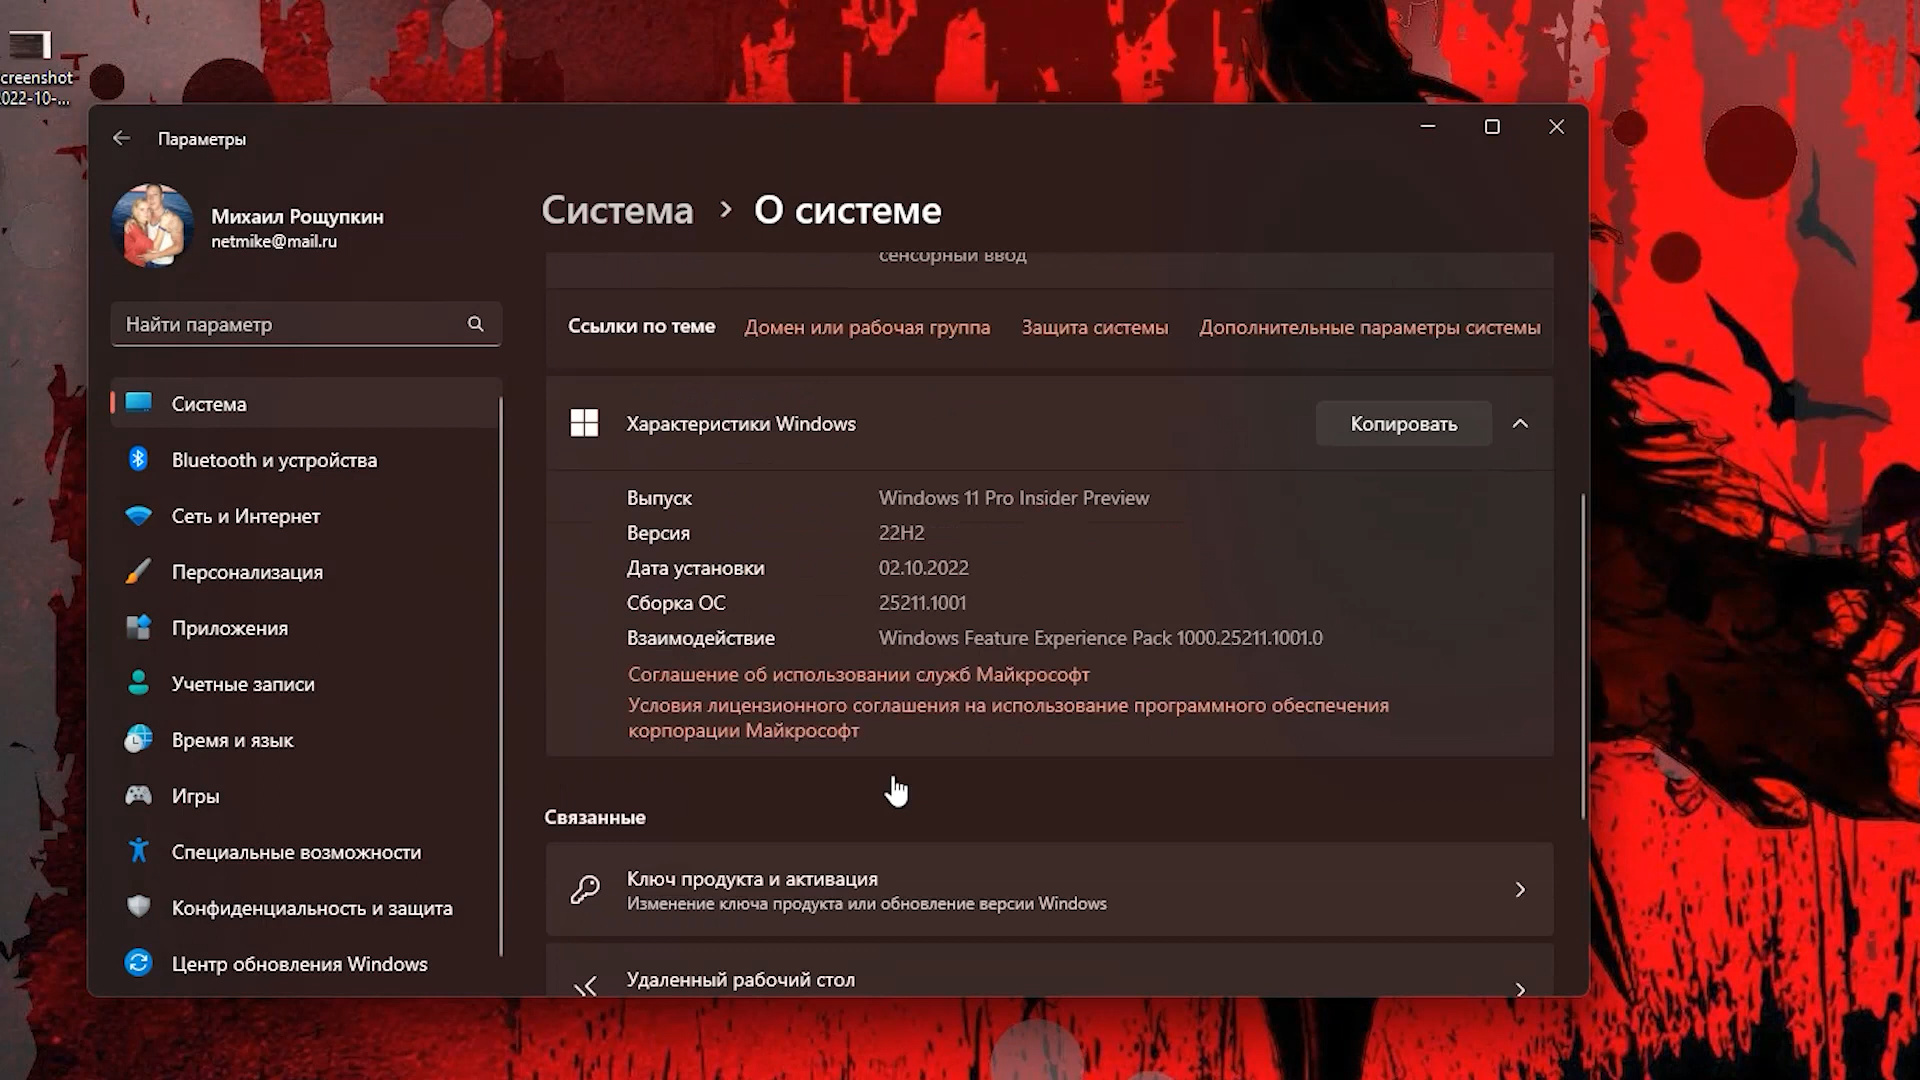 creenshot
022-10-...
Параметры
Михаил Рощупкин
netmike@mail.ru
Найти параметр
Система
Bluetooth и устройства
Сеть и Интернет
Персонализация
Приложения
Учетные записи
Время и язык
Игры
Специальные возможности
Конфиденциальность и защита
Центр обновления Windows
Система > О системе
сенсорный ввод
Ссылки по теме Домен или рабочая группа Защита системы Дополнительные параметры системы
Характеристики Windows Копировать
Выпуск Windows 11 Pro Insider Preview
Версия 22H2
Дата установки 02.10.2022
Сборка ОС 25211.1001
Взаимодействие Windows Feature Experience Pack 1000.25211.1001.0
Соглашение об использовании служб Майкрософт
Условия лицензионного соглашения на использование программного обеспечения
корпорации Майкрософт
Связанные
Ключ продукта и активация
Изменение ключа продукта или обновление версии Windows
Удаленный рабочий стол